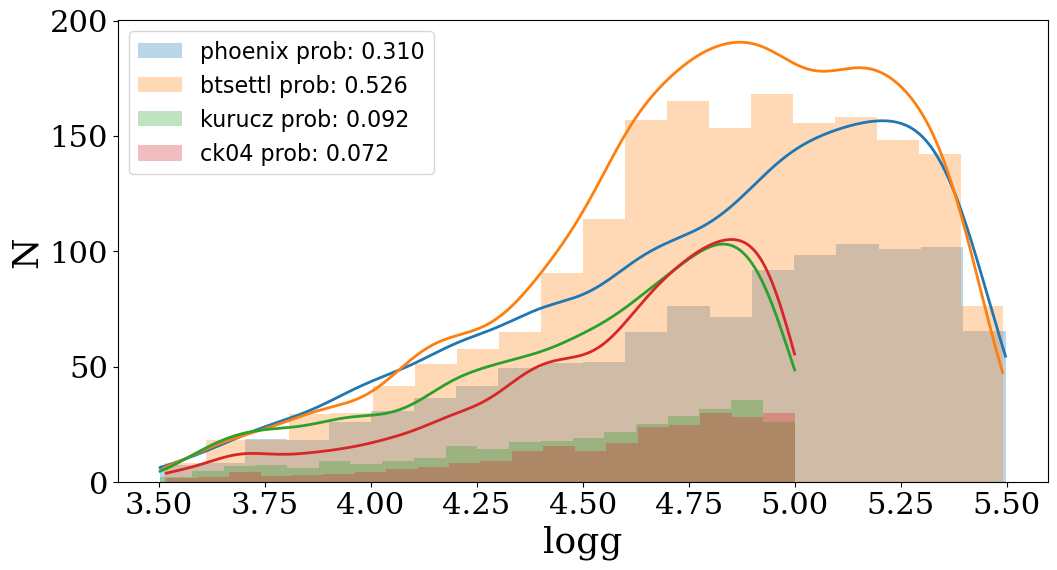 200
150
100
50
0
N
phoenix prob: 0.310
btsettl prob: 0.526
kurucz prob: 0.092
ck04 prob: 0.072
3.50 3.75 4.00 4.25 4.50 4.75 5.00 5.25 5.50
logg